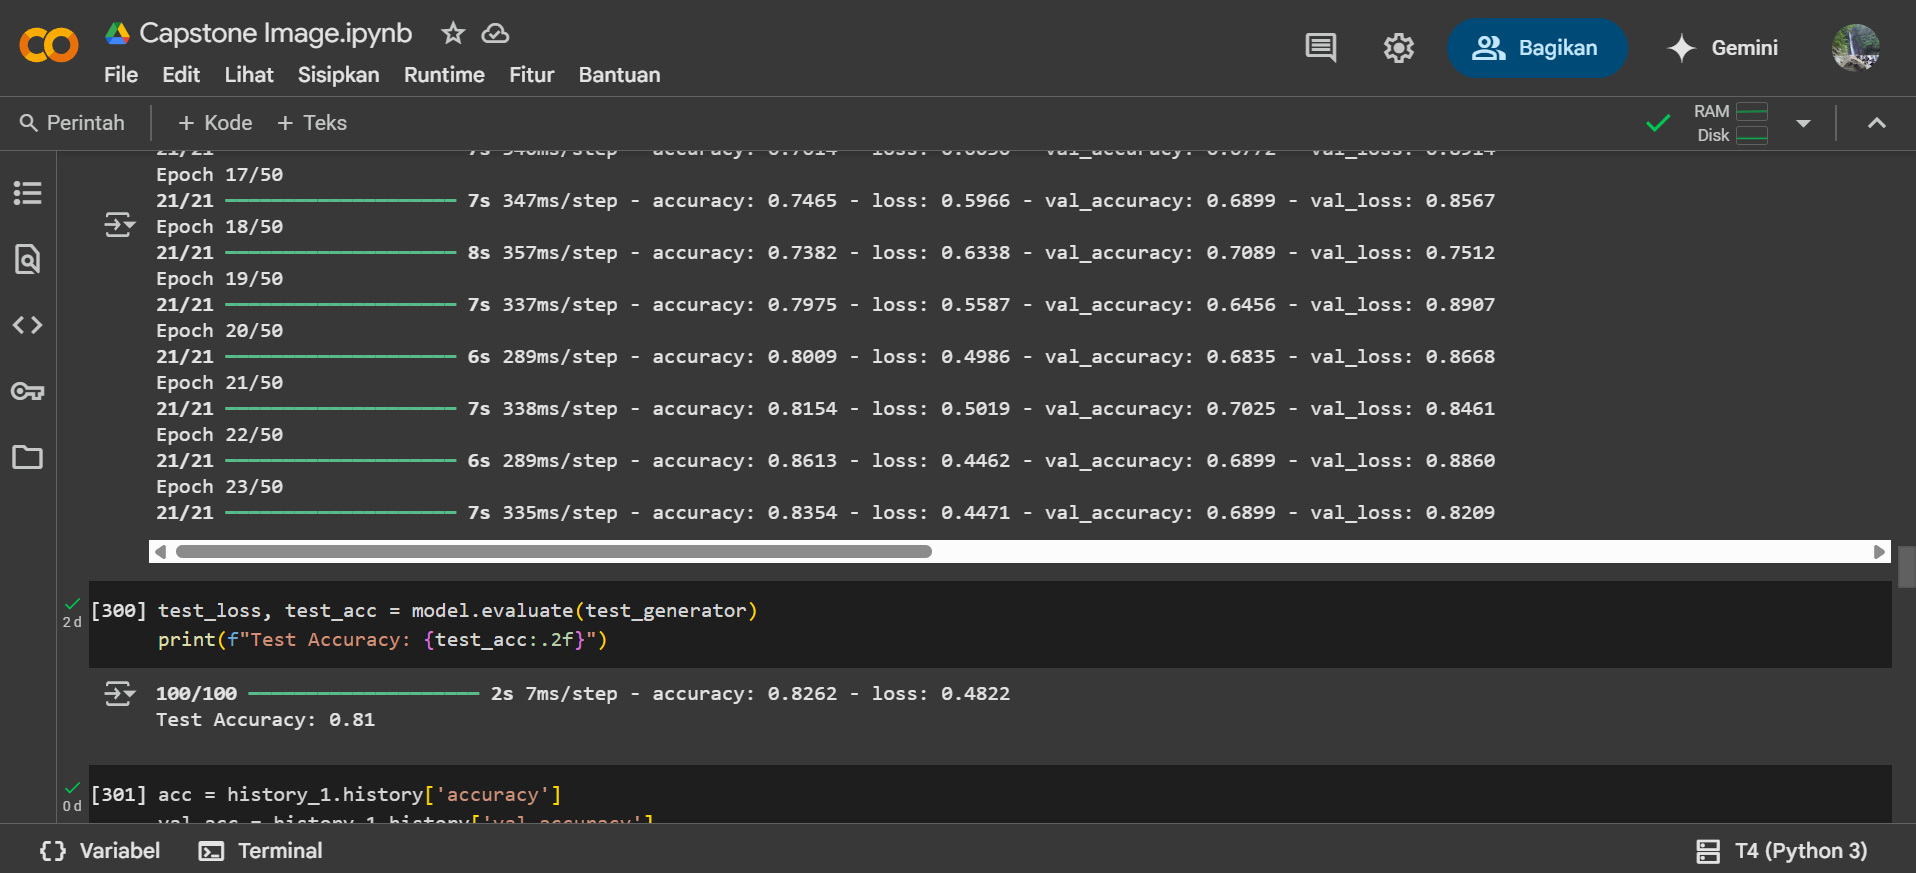 Capstone Image.ipynb
File Edit Lihat Sisipkan Runtime Fitur Bantuan
Bagikan
Gemini
Perintah
+ Kode + Teks
RAM
Disk
Epoch 17/50
21/21 7s 347ms/step - accuracy: 0.7465 - loss: 0.5966 - val_accuracy: 0.6899 - val_loss: 0.8567
Epoch 18/50
21/21 8s 357ms/step - accuracy: 0.7382 - loss: 0.6338 - val_accuracy: 0.7089 - val_loss: 0.7512
Epoch 19/50
21/21 7s 337ms/step - accuracy: 0.7975 - loss: 0.5587 - val_accuracy: 0.6456 - val_loss: 0.8907
Epoch 20/50
21/21 6s 289ms/step - accuracy: 0.8009 - loss: 0.4986 - val_accuracy: 0.6835 - val_loss: 0.8668
Epoch 21/50
21/21 7s 338ms/step - accuracy: 0.8154 - loss: 0.5019 - val_accuracy: 0.7025 - val_loss: 0.8461
Epoch 22/50
21/21 6s 289ms/step - accuracy: 0.8613 - loss: 0.4462 - val_accuracy: 0.6899 - val_loss: 0.8860
Epoch 23/50
21/21 7s 335ms/step - accuracy: 0.8354 - loss: 0.4471 - val_accuracy: 0.6899 - val_loss: 0.8209
[300] test_loss, test_acc = model.evaluate(test_generator)
2 d
print(f"Test Accuracy: {test_acc:.2f}")
100/100 2s 7ms/step - accuracy: 0.8262 - loss: 0.4822
Test Accuracy: 0.81
[301] acc = history_1.history['accuracy']
0 d
val_acc = history_1.history['val_accuracy']
Variabel
Terminal
T4 (Python 3)